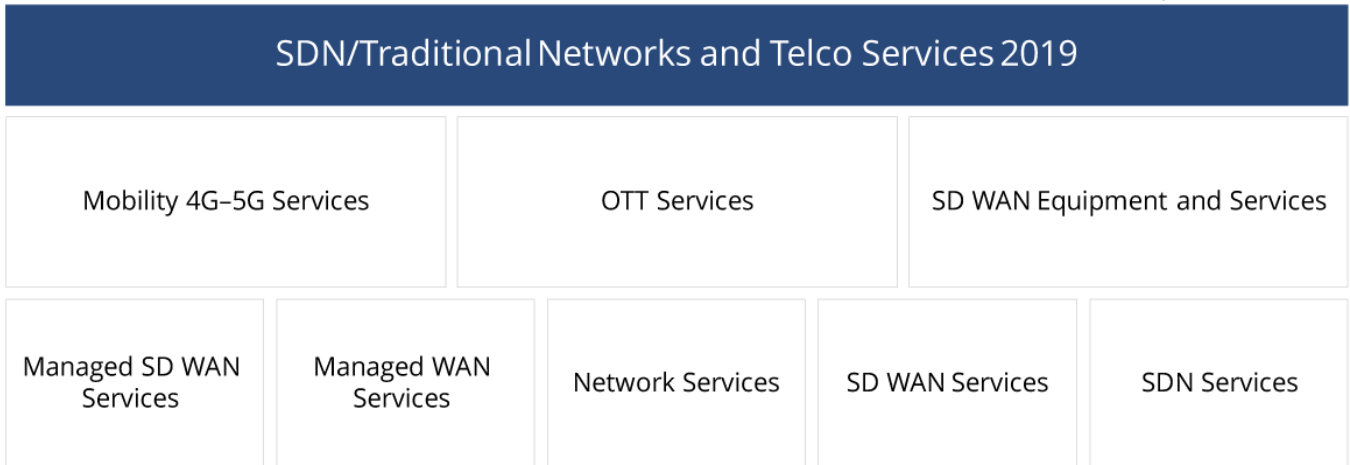 SDN/Traditional Networks and Telco Services 2019
Mobility 4G–5G Services
OTT Services
SD WAN Equipment and Services
Managed SD WAN
Services
Managed WAN
Services
Network Services
SD WAN Services
SDN Services